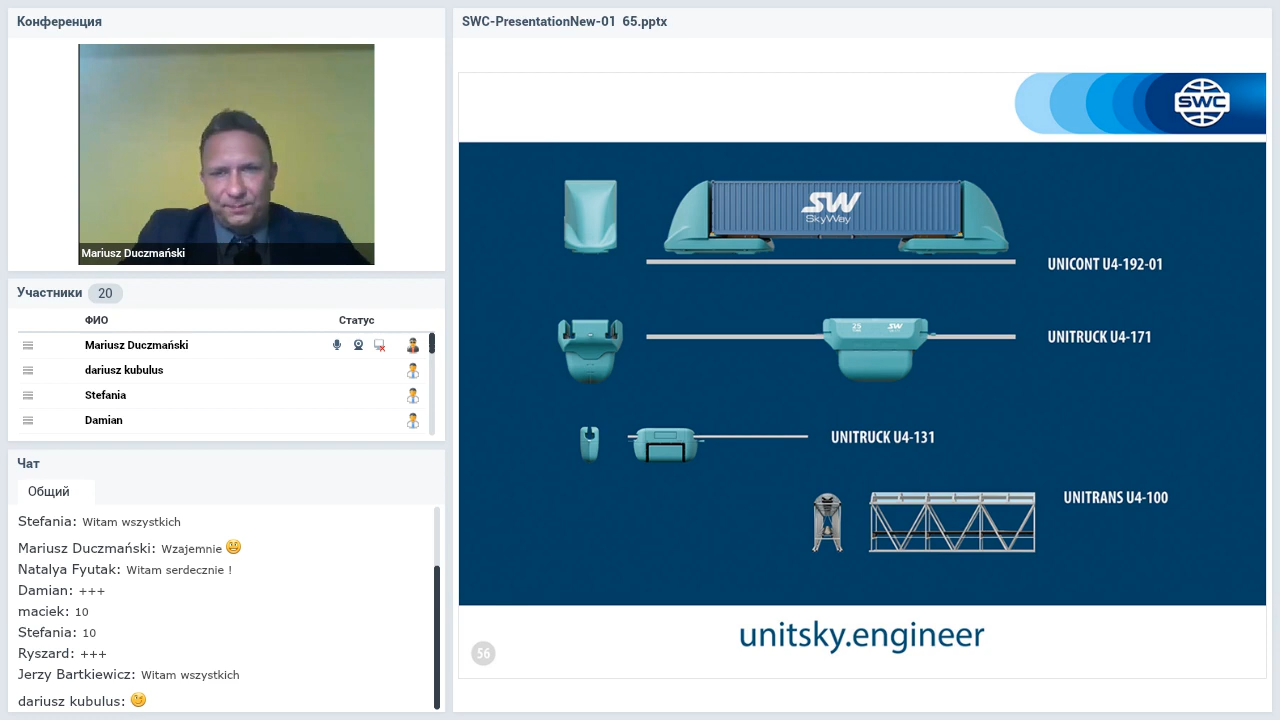 Конференция
Mariusz Duczmański
Участники 20
ФИО Статус
Mariusz Duczmański
dariusz kubulus
Stefania
Damian
Чат
Общий
Stefania: Witam wszystkich
Mariusz Duczmański: Wzajemnie
Natalya Fyutak: Witam serdecznie !
Damian: +++
maciek: 10
Stefania: 10
Ryszard: +++
Jerzy Bartkiewicz: Witam wszystkich
dariusz kubulus:
SWC-PresentationNew-01 65.pptx
SWC
SW
SkyWay
UNICONT U4-192-01
25
SW
UNITRUCK U4-171
UNITRUCK U4-131
UNITRANS U4-100
unitsky.engineer
56